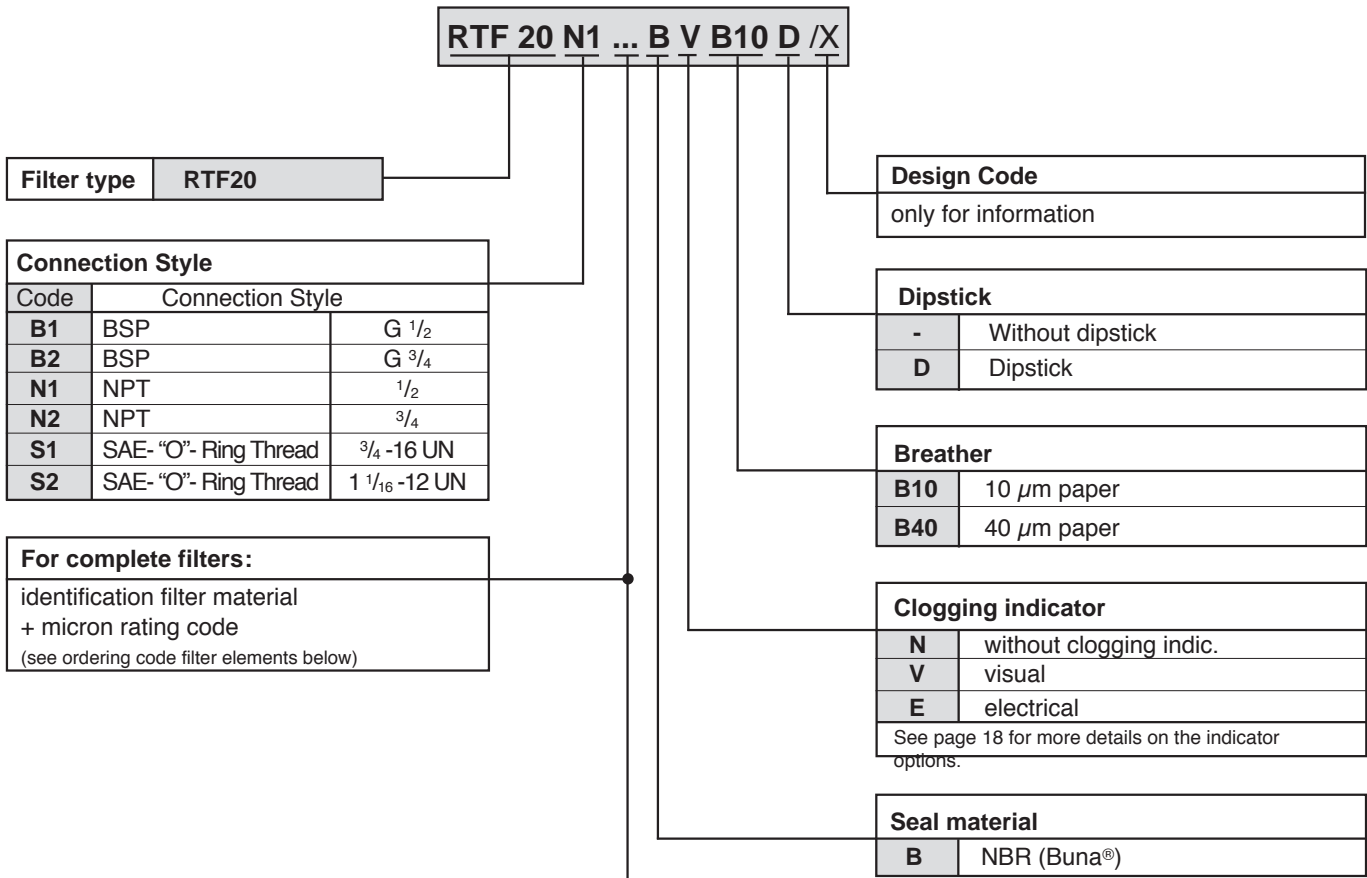 RTF 20 N1 ... B V B10 D /X
Filter type RTF20
Connection Style
Code Connection Style
B1 BSP G 1/2
B2 BSP G 3/4
N1 NPT 1/2
N2 NPT 3/4
S1 SAE- “O”- Ring Thread 3/4 -16 UN
S2 SAE- “O”- Ring Thread 1 1/16 -12 UN
For complete filters:
identification filter material
+ micron rating code
(see ordering code filter elements below)
Design Code
only for information
Dipstick
- Without dipstick
D Dipstick
Breather
B10 10 µm paper
B40 40 µm paper
Clogging indicator
N without clogging indic.
V visual
E electrical
See page 18 for more details on the indicator
options.
Seal material
B NBR (Buna®)